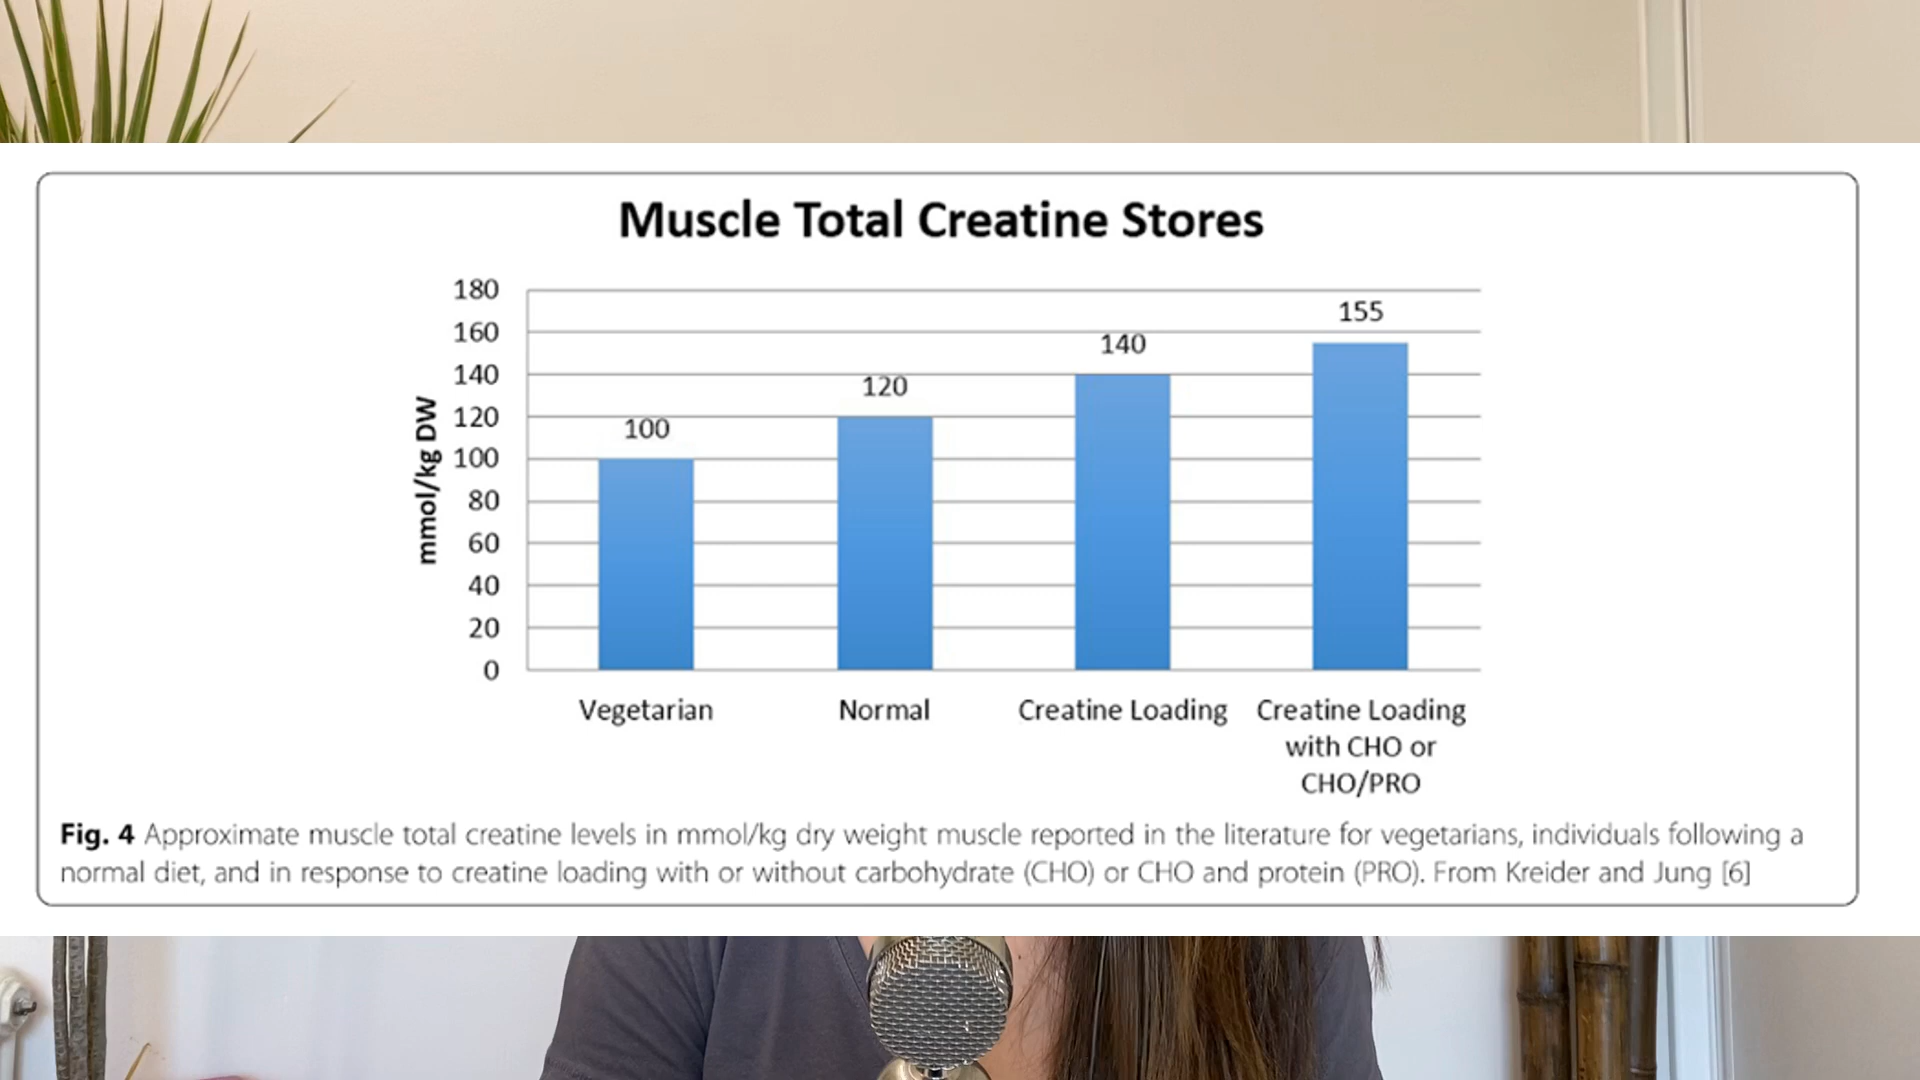 Muscle Total Creatine Stores
180
160
140
120
100
80
60
40
20
0
mmol/kg DW
100
120
140
155
Vegetarian
Normal
Creatine Loading
Creatine Loading
with CHO or
CHO/PRO
Fig. 4 Approximate muscle total creatine levels in mmol/kg dry weight muscle reported in the literature for vegetarians, individuals following a
normal diet, and in response to creatine loading with or without carbohydrate (CHO) or CHO and protein (PRO). From Kreider and Jung [6]